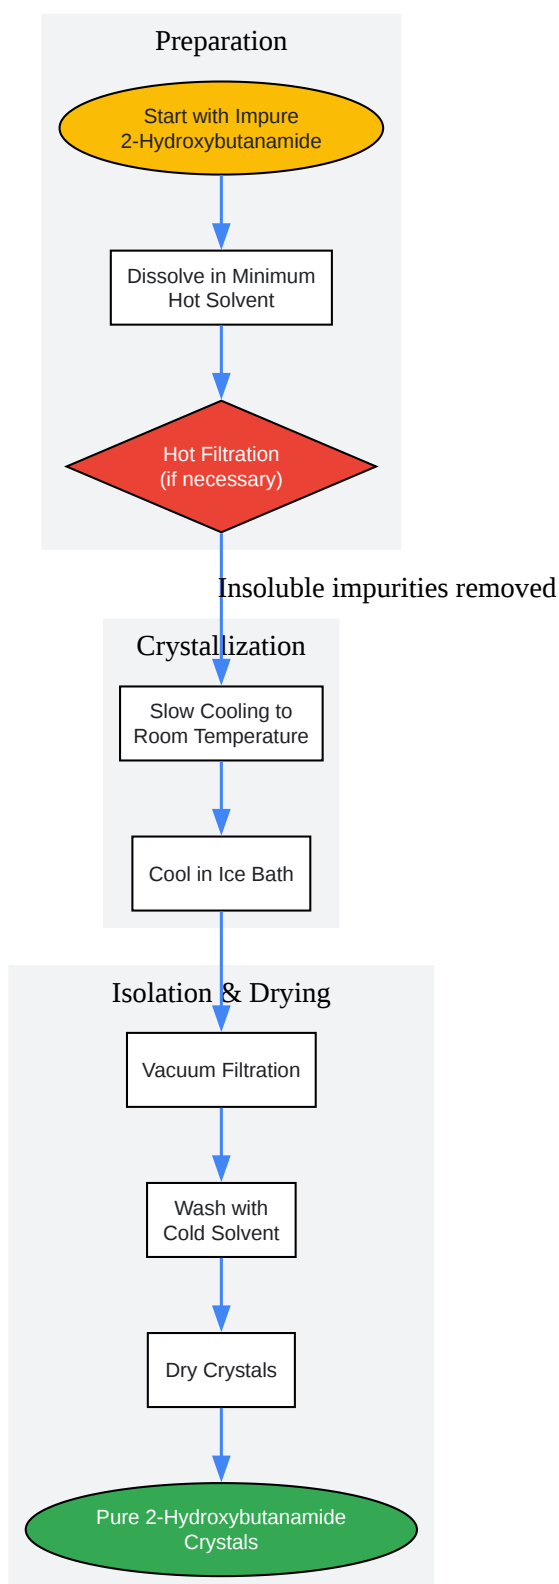 Preparation
Start with Impure
2-Hydroxybutanamide
Dissolve in Minimum
Hot Solvent
Hot Filtration
(if necessary)
Insoluble impurities removed
Crystallization
Slow Cooling to
Room Temperature
Cool in Ice Bath
Isolation & Drying
Vacuum Filtration
Wash with
Cold Solvent
Dry Crystals
Pure 2-Hydroxybutanamide
Crystals